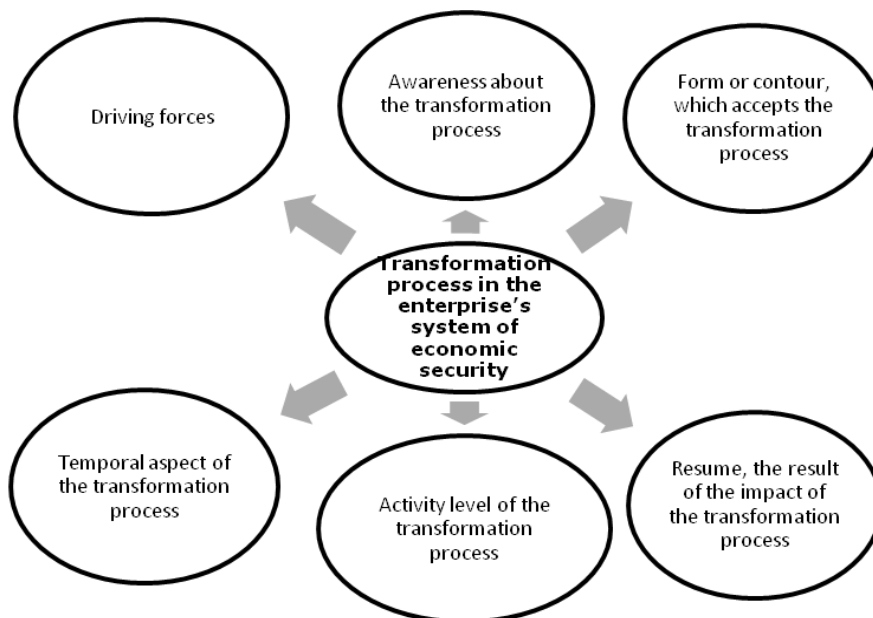 Driving forces
Awareness about
the transformation
process
Form or contour,
which accepts the
transformation
process
Transformation
process in the
enterprise's
system of
economic
security
Temporal aspect of
the transformation
process
Activity level of the
transformation
process
Resume, the result
of the impact of
the transformation
process